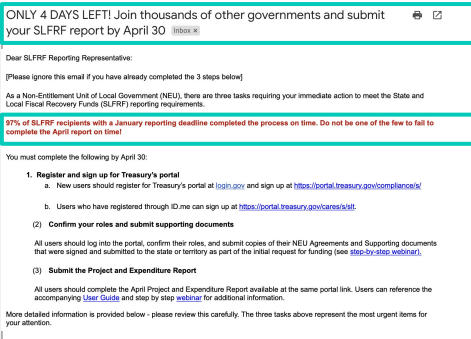 ONLY 4 DAYS LEFT! Join thousands of other governments and submit
your SLFRF report by April 30 Inbox ×
Dear SLFRF Reporting Representative:
[Please ignore this email if you have already completed the 3 steps below]
As a Non-Entitlement Unit of Local Government (NEU), there are three tasks requiring your immediate action to meet the State and
Local Fiscal Recovery Funds (SLFRF) reporting requirements.
97% of SLFRF recipients with a January reporting deadline completed the process on time. Do not be one of the few to fail to
complete the April report on time!
You must complete the following by April 30:
1. Register and sign up for Treasury's portal
a. New users should register for Treasury's portal at login.gov and sign up at https://portal.treasury.gov/compliance/s/
b. Users who have registered through ID.me can sign up at https://portal.treasury.gov/cares/s/slt.
(2) Confirm your roles and submit supporting documents
All users should log into the portal, confirm their roles, and submit copies of their NEU Agreements and Supporting documents
that were signed and submitted to the state or territory as part of the initial request for funding (see step-by-step webinar).
(3) Submit the Project and Expenditure Report
All users should complete the April Project and Expenditure Report available at the same portal link. Users can reference the
accompanying User Guide and step by step webinar for additional information.
More detailed information is provided below - please review this carefully. The three tasks above represent the most urgent items for
your attention.